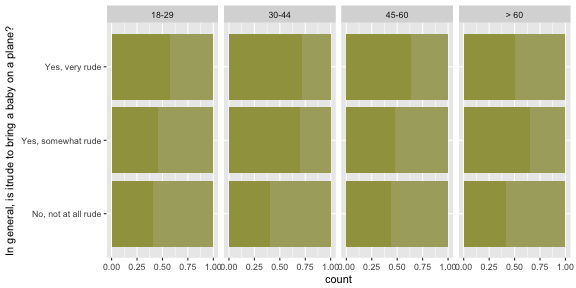 18-29 30-44 45-60 > 60
In general, is itrude to bring a baby on a plane?
Yes, very rude
Yes, somewhat rude
No, not at all rude
0.00 0.25 0.50 0.75 1.00 0.00 0.25 0.50 0.75 1.00 0.00 0.25 0.50 0.75 1.00 0.00 0.25 0.50 0.75 1.00
count